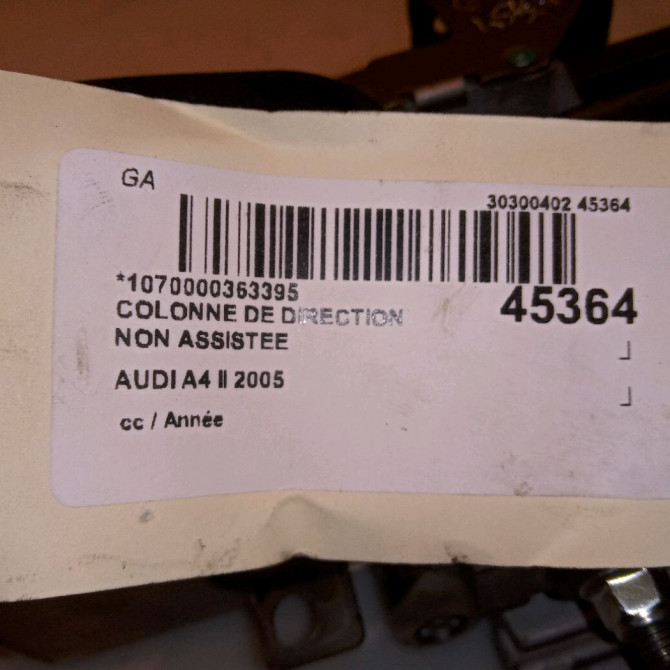 GA
30300402 45364
*1070000363395
45364
COLONNE DE DIRECTION
NON ASSISTEE
AUDI A4 II 2005
cc / Année